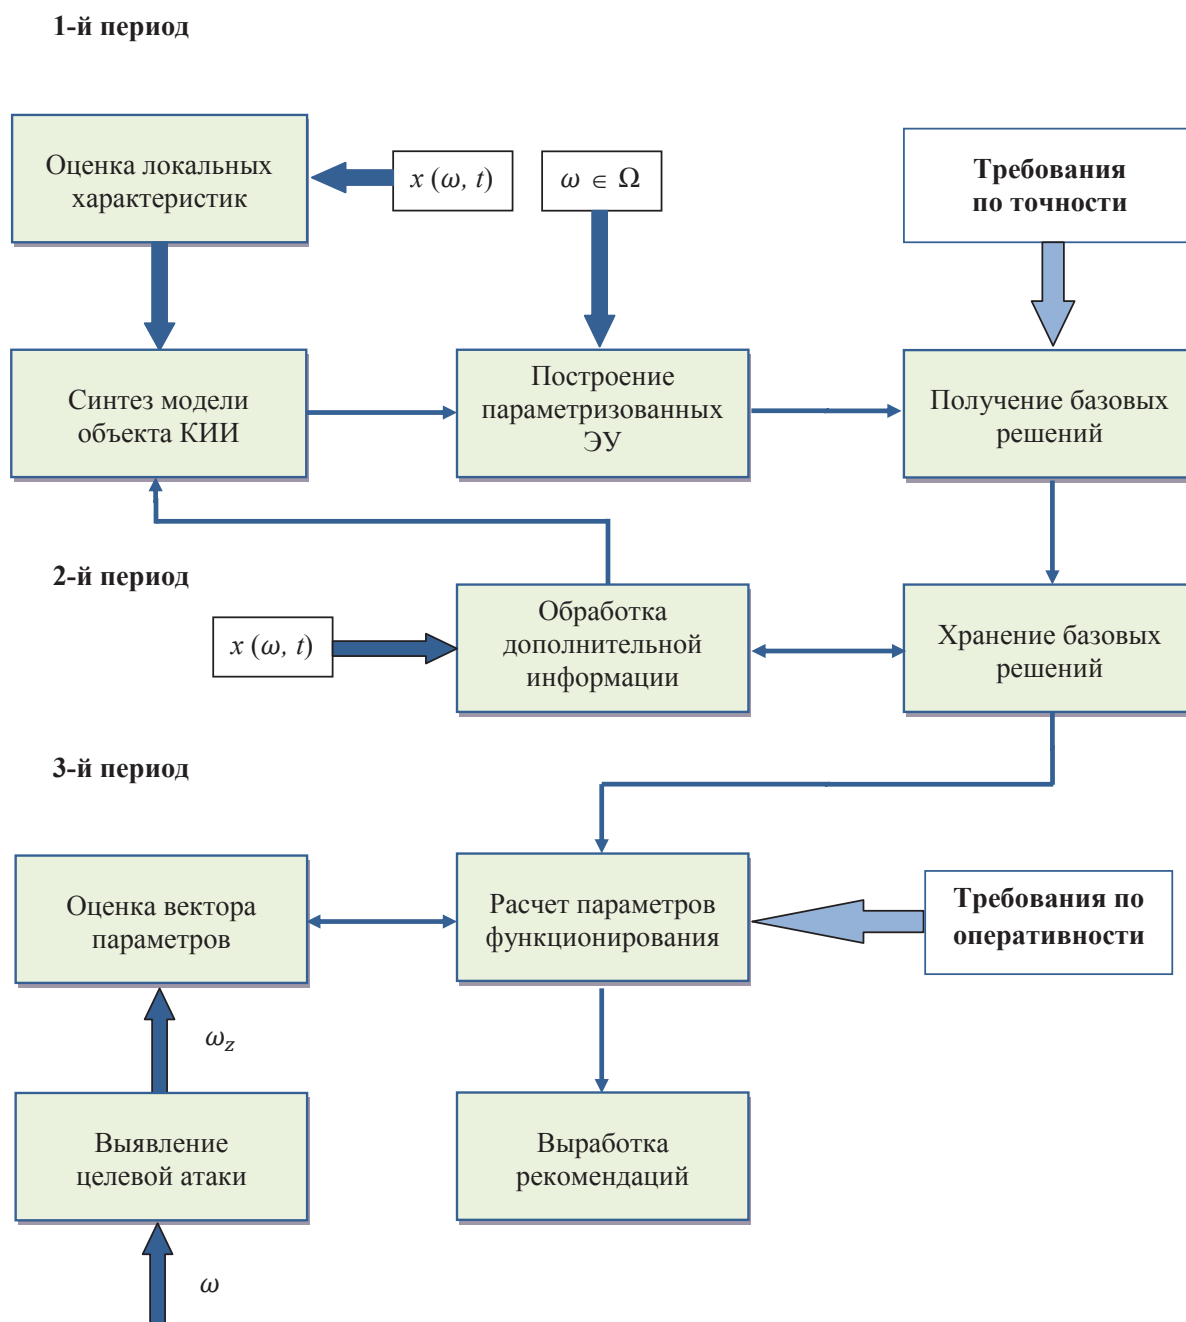 1-й период
Оценка локальных
характеристик
x (ω, t)
ω ∈ Ω
Требования
по точности
Синтез модели
объекта КИИ
Построение
параметризованных
ЭУ
Получение базовых
решений
2-й период
x (ω, t)
Обработка
дополнительной
информации
Хранение базовых
решений
3-й период
Оценка вектора
параметров
Расчет параметров
функционирования
Требования по
оперативности
ω_z
Выявление
целевой атаки
Выработка
рекомендаций
ω